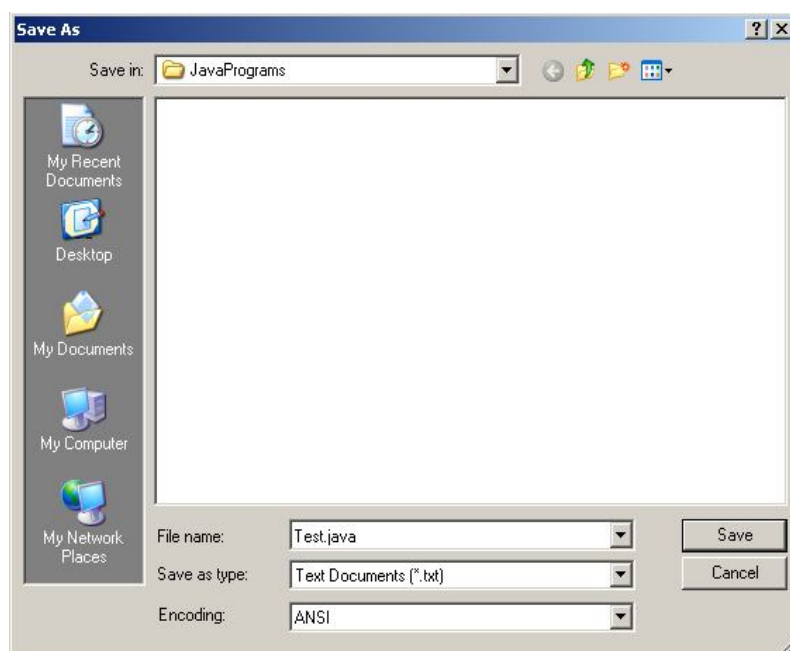 Save As
Save in:
JavaPrograms
My Recent
Documents
Desktop
My Documents
My Computer
My Network
Places
File name:
Test.java
Save
Save as type:
Text Documents (*.txt)
Cancel
Encoding:
ANSI